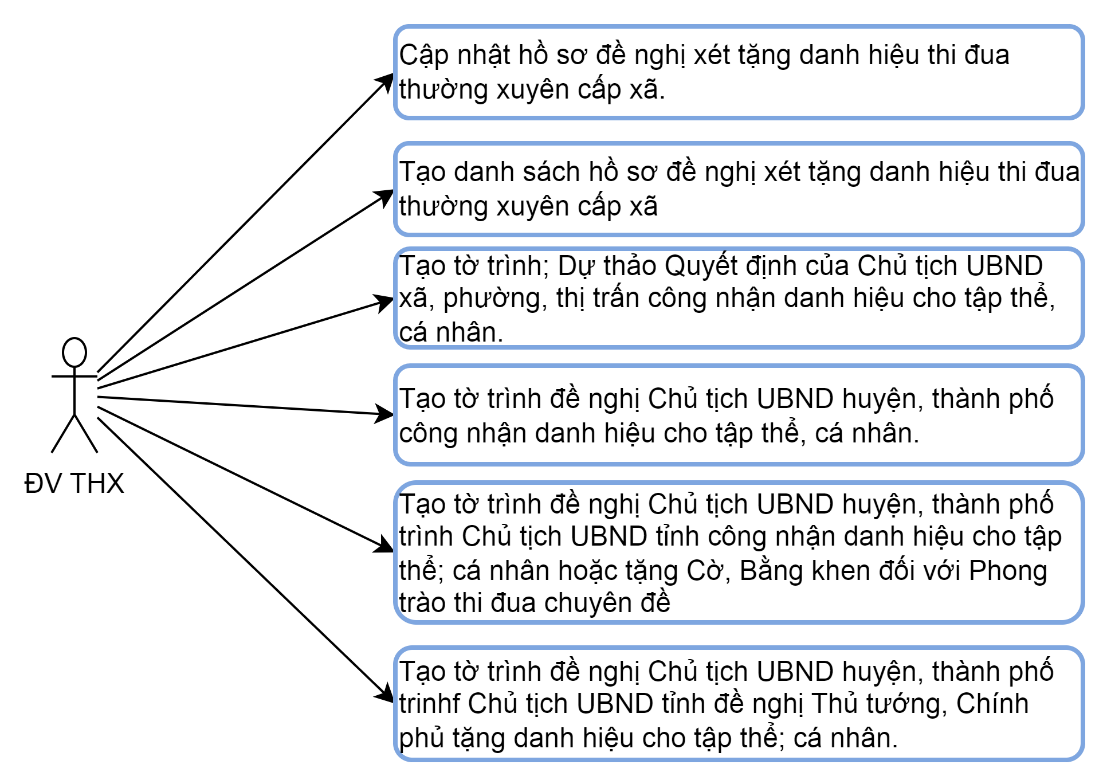 Cập nhật hồ sơ đề nghị xét tặng danh hiệu thi đua
thường xuyên cấp xã.
Tạo danh sách hồ sơ đề nghị xét tặng danh hiệu thi đua
thường xuyên cấp xã
Tạo tờ trình; Dự thảo Quyết định của Chủ tịch UBND
xã, phường, thị trấn công nhận danh hiệu cho tập thể,
cá nhân.
Tạo tờ trình đề nghị Chủ tịch UBND huyện, thành phố
công nhận danh hiệu cho tập thể, cá nhân.
ĐV THX
Tạo tờ trình đề nghị Chủ tịch UBND huyện, thành phố
trình Chủ tịch UBND tỉnh công nhận danh hiệu cho tập
thể; cá nhân hoặc tặng Cờ, Bằng khen đối với Phong
trào thi đua chuyên đề
Tạo tờ trình đề nghị Chủ tịch UBND huyện, thành phố
trinhf Chủ tịch UBND tỉnh đề nghị Thủ tướng, Chính
phủ tặng danh hiệu cho tập thể; cá nhân.